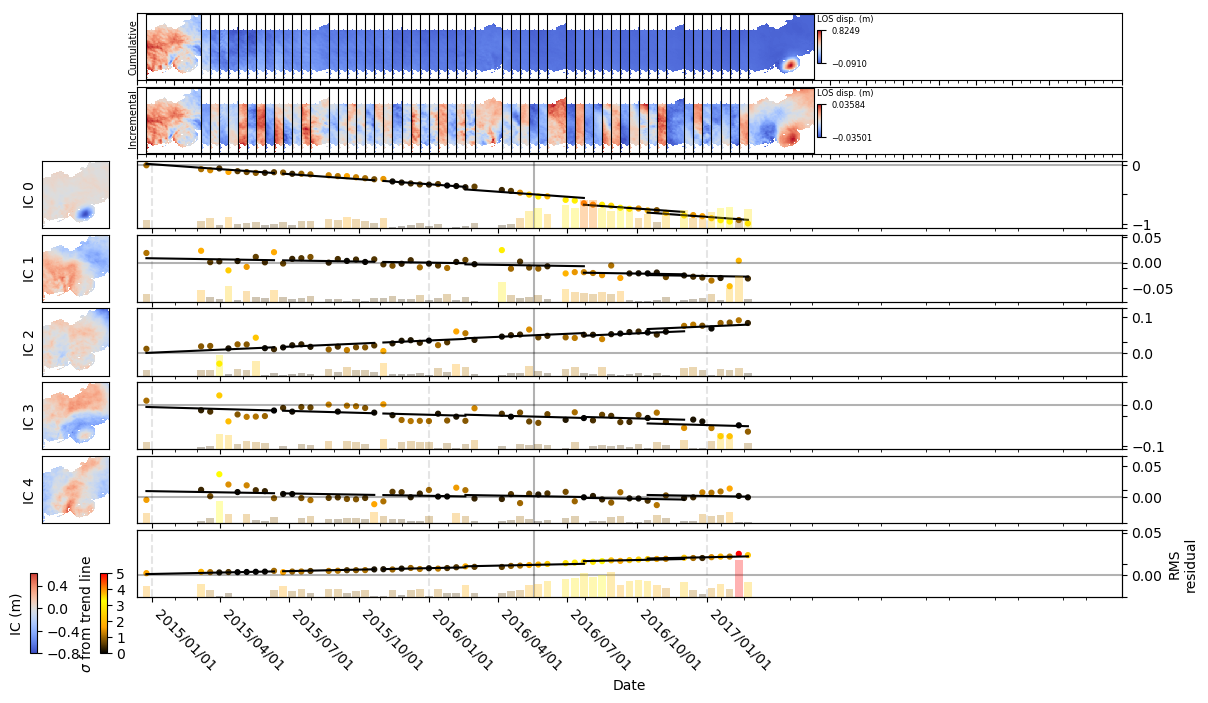 Cumulative
LOS disp. (m)
0.8249
−0.0910
Incremental
LOS disp. (m)
0.03584
−0.03501
IC 0
0
−1
IC 1
0.05
0.00
−0.05
IC 2
0.1
0.0
IC 3
0.0
−0.1
IC 4
0.05
0.00
0.05
0.00
RMS
residual
IC (m)
0.4
0.0
−0.4
−0.8
σ from trend line
5
4
3
2
1
0
2015/01/01
2015/04/01
2015/07/01
2015/10/01
2016/01/01
2016/04/01
2016/07/01
2016/10/01
2017/01/01
Date